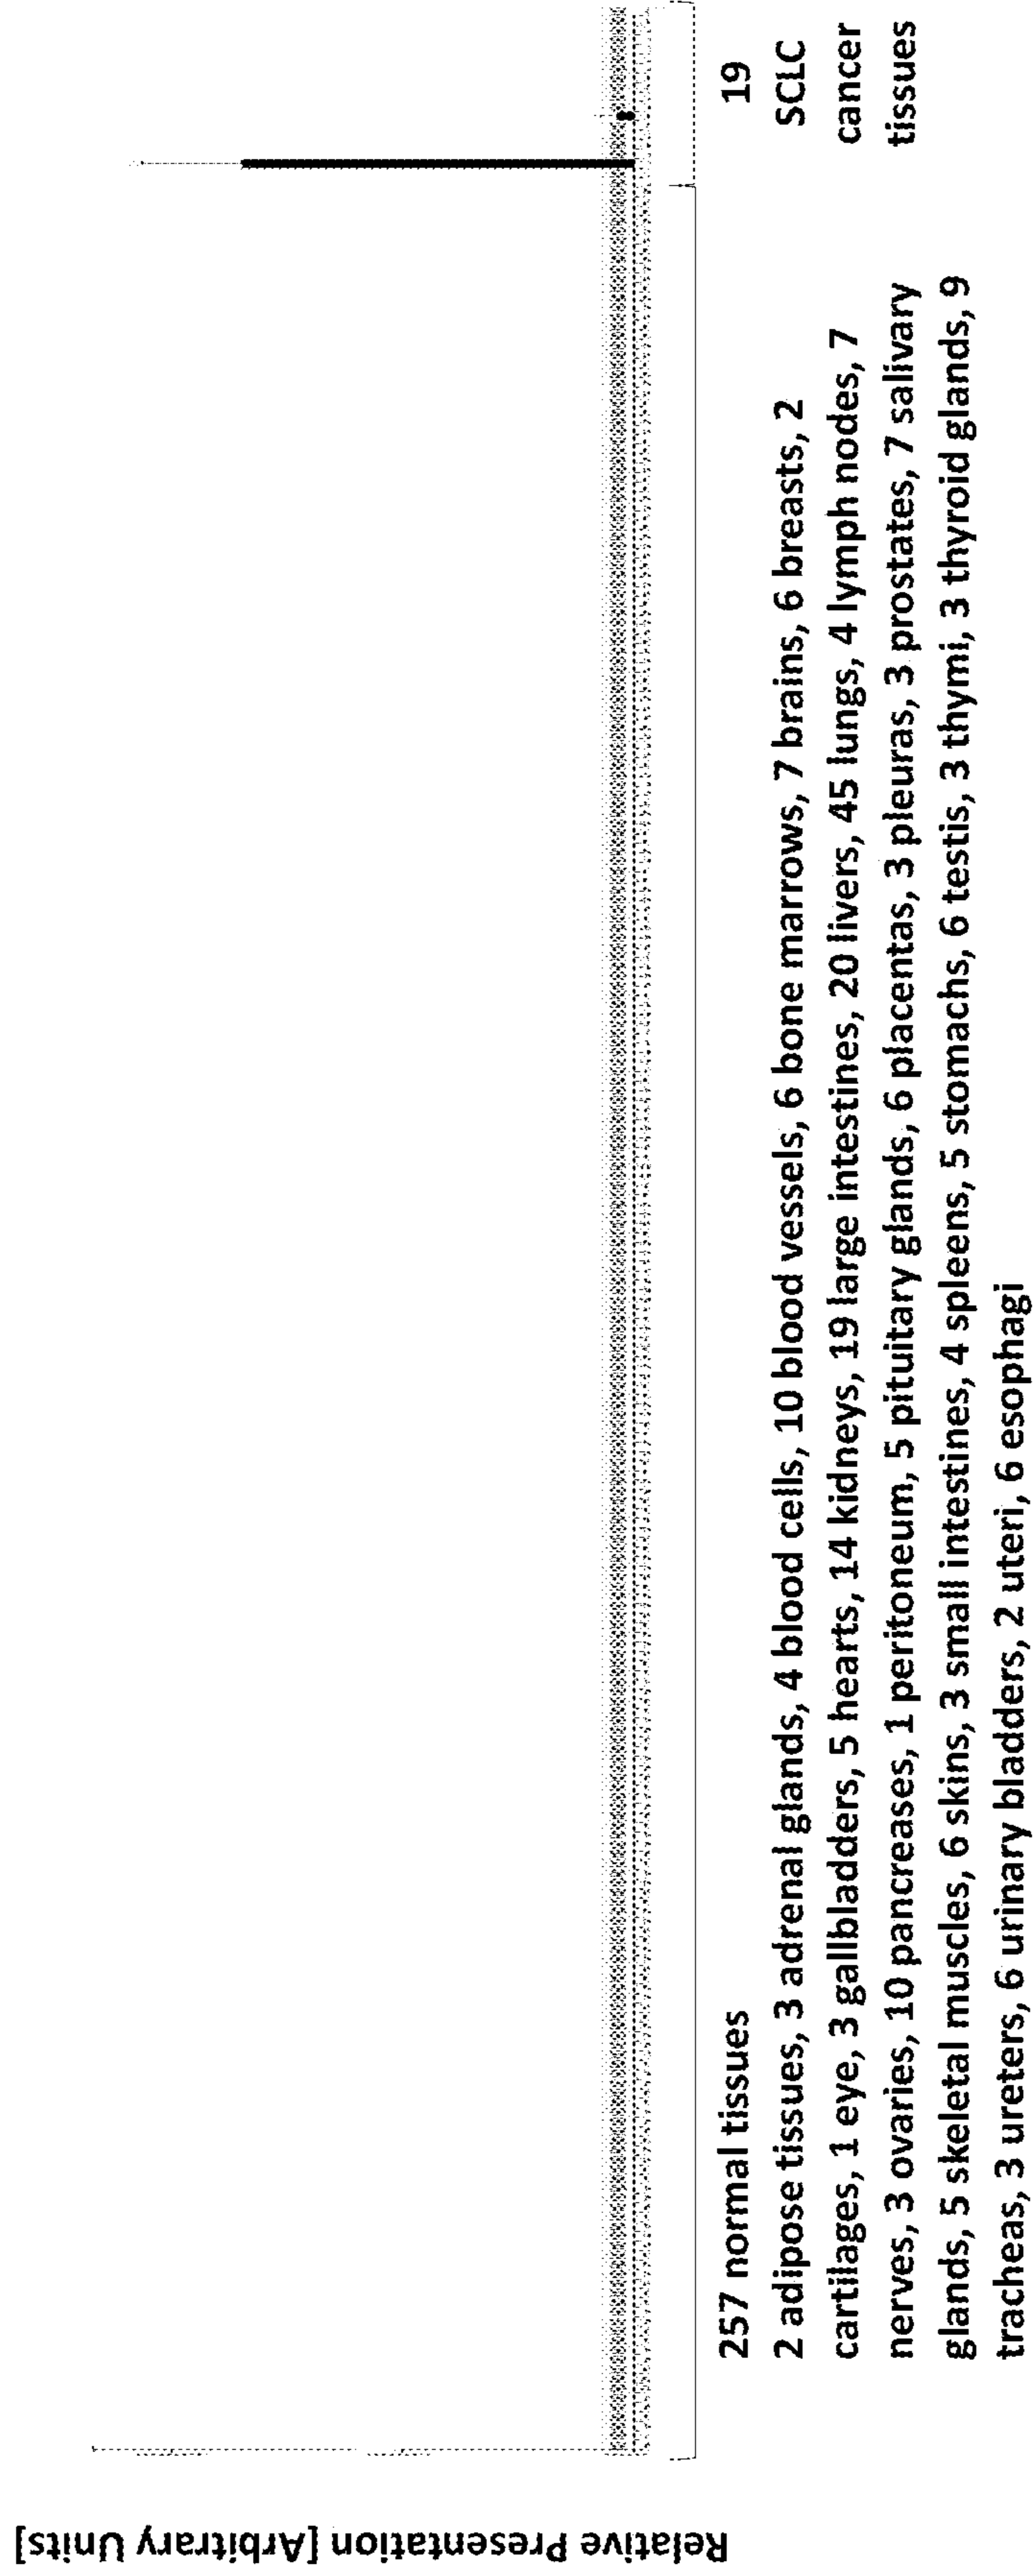 Relative Presentation [Arbitrary Units]
257 normal tissues
2 adipose tissues, 3 adrenal glands, 4 blood cells, 10 blood vessels, 6 bone marrows, 7 brains, 6 breasts, 2
cartilages, 1 eye, 3 gallbladders, 5 hearts, 14 kidneys, 19 large intestines, 20 livers, 45 lungs, 4 lymph nodes, 7
nerves, 3 ovaries, 10 pancreases, 1 peritoneum, 5 pituitary glands, 6 placentas, 3 pleuras, 3 prostates, 7 salivary
glands, 5 skeletal muscles, 6 skins, 3 small intestines, 4 spleens, 5 stomachs, 6 testis, 3 thymi, 3 thyroid glands, 9
tracheas, 3 ureters, 6 urinary bladders, 2 uteri, 6 esophagi
19
SCLC
cancer
tissues